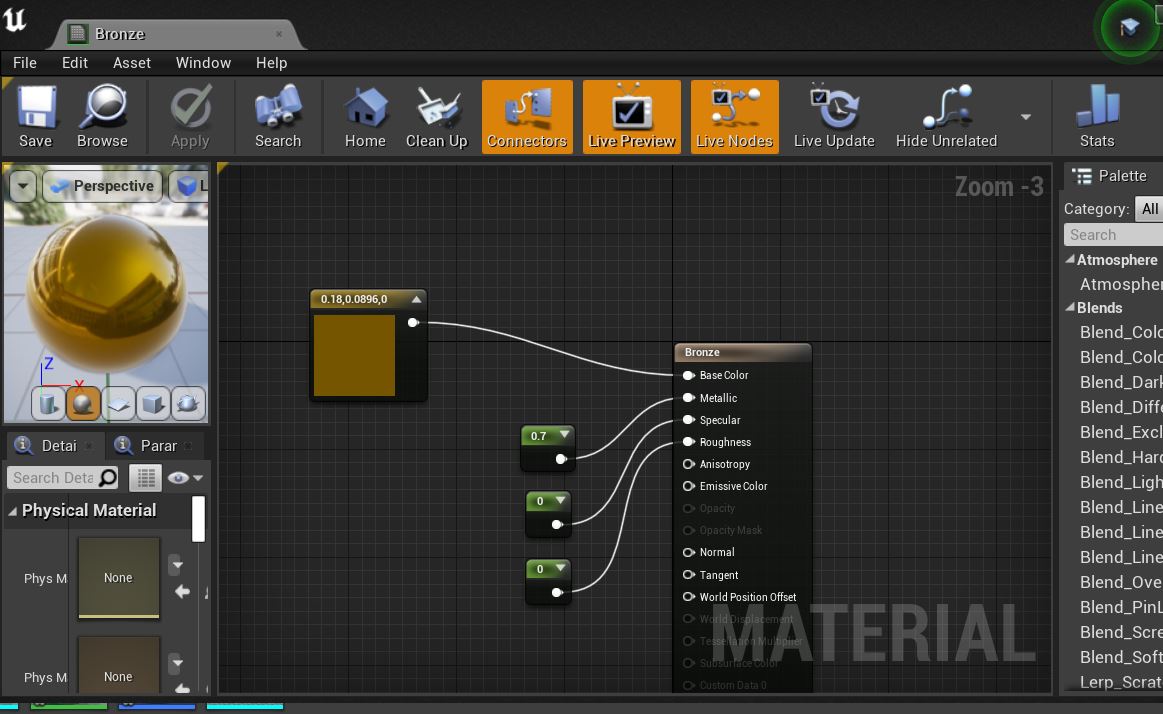 Bronze
File Edit Asset Window Help
Save Browse Apply Search Home Clean Up Connectors Live Preview Live Nodes Live Update Hide Unrelated Stats
Perspective L
Zoom -3
Palette
Category: All
Search
Atmosphere
Atmospher
Blends
Blend_Colo
Blend_Colo
Blend_Dark
Blend_Diffe
Blend_Excl
Blend_Hard
Blend_Ligh
Blend_Line
Blend_Line
Blend_Line
Blend_Ove
Blend_PinL
Blend_Scre
Blend_Soft
Lerp_Scrat
0.18,0.0896,0
Bronze
Base Color
Metallic
Specular
Roughness
Anisotropy
Emissive Color
Opacity
Opacity Mask
Normal
Tangent
World Position Offset
World Displacement
Tessellation Multiplier
Subsurface Color
Custom Data 0
0.7
0
0
MATERIAL
Z
X
Detai Parar
Search Deta
Physical Material
Phys M None
Phys M None